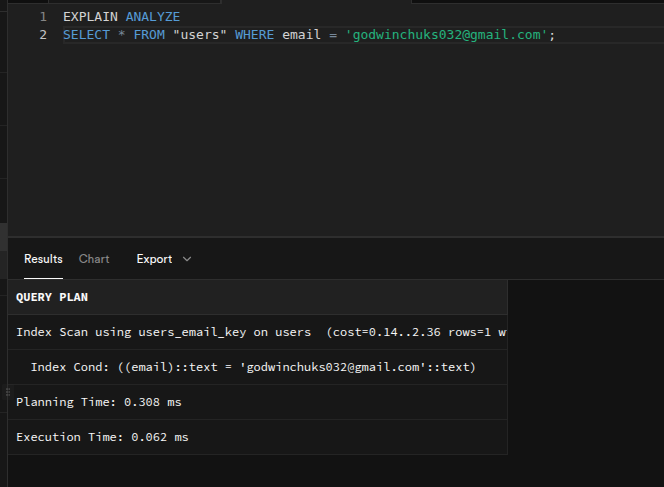 1 EXPLAIN ANALYZE
2 SELECT * FROM "users" WHERE email = 'godwinchuks032@gmail.com';
Results Chart Export
QUERY PLAN
Index Scan using users_email_key on users (cost=0.14..2.36 rows=1 w
Index Cond: ((email)::text = 'godwinchuks032@gmail.com'::text)
Planning Time: 0.308 ms
Execution Time: 0.062 ms